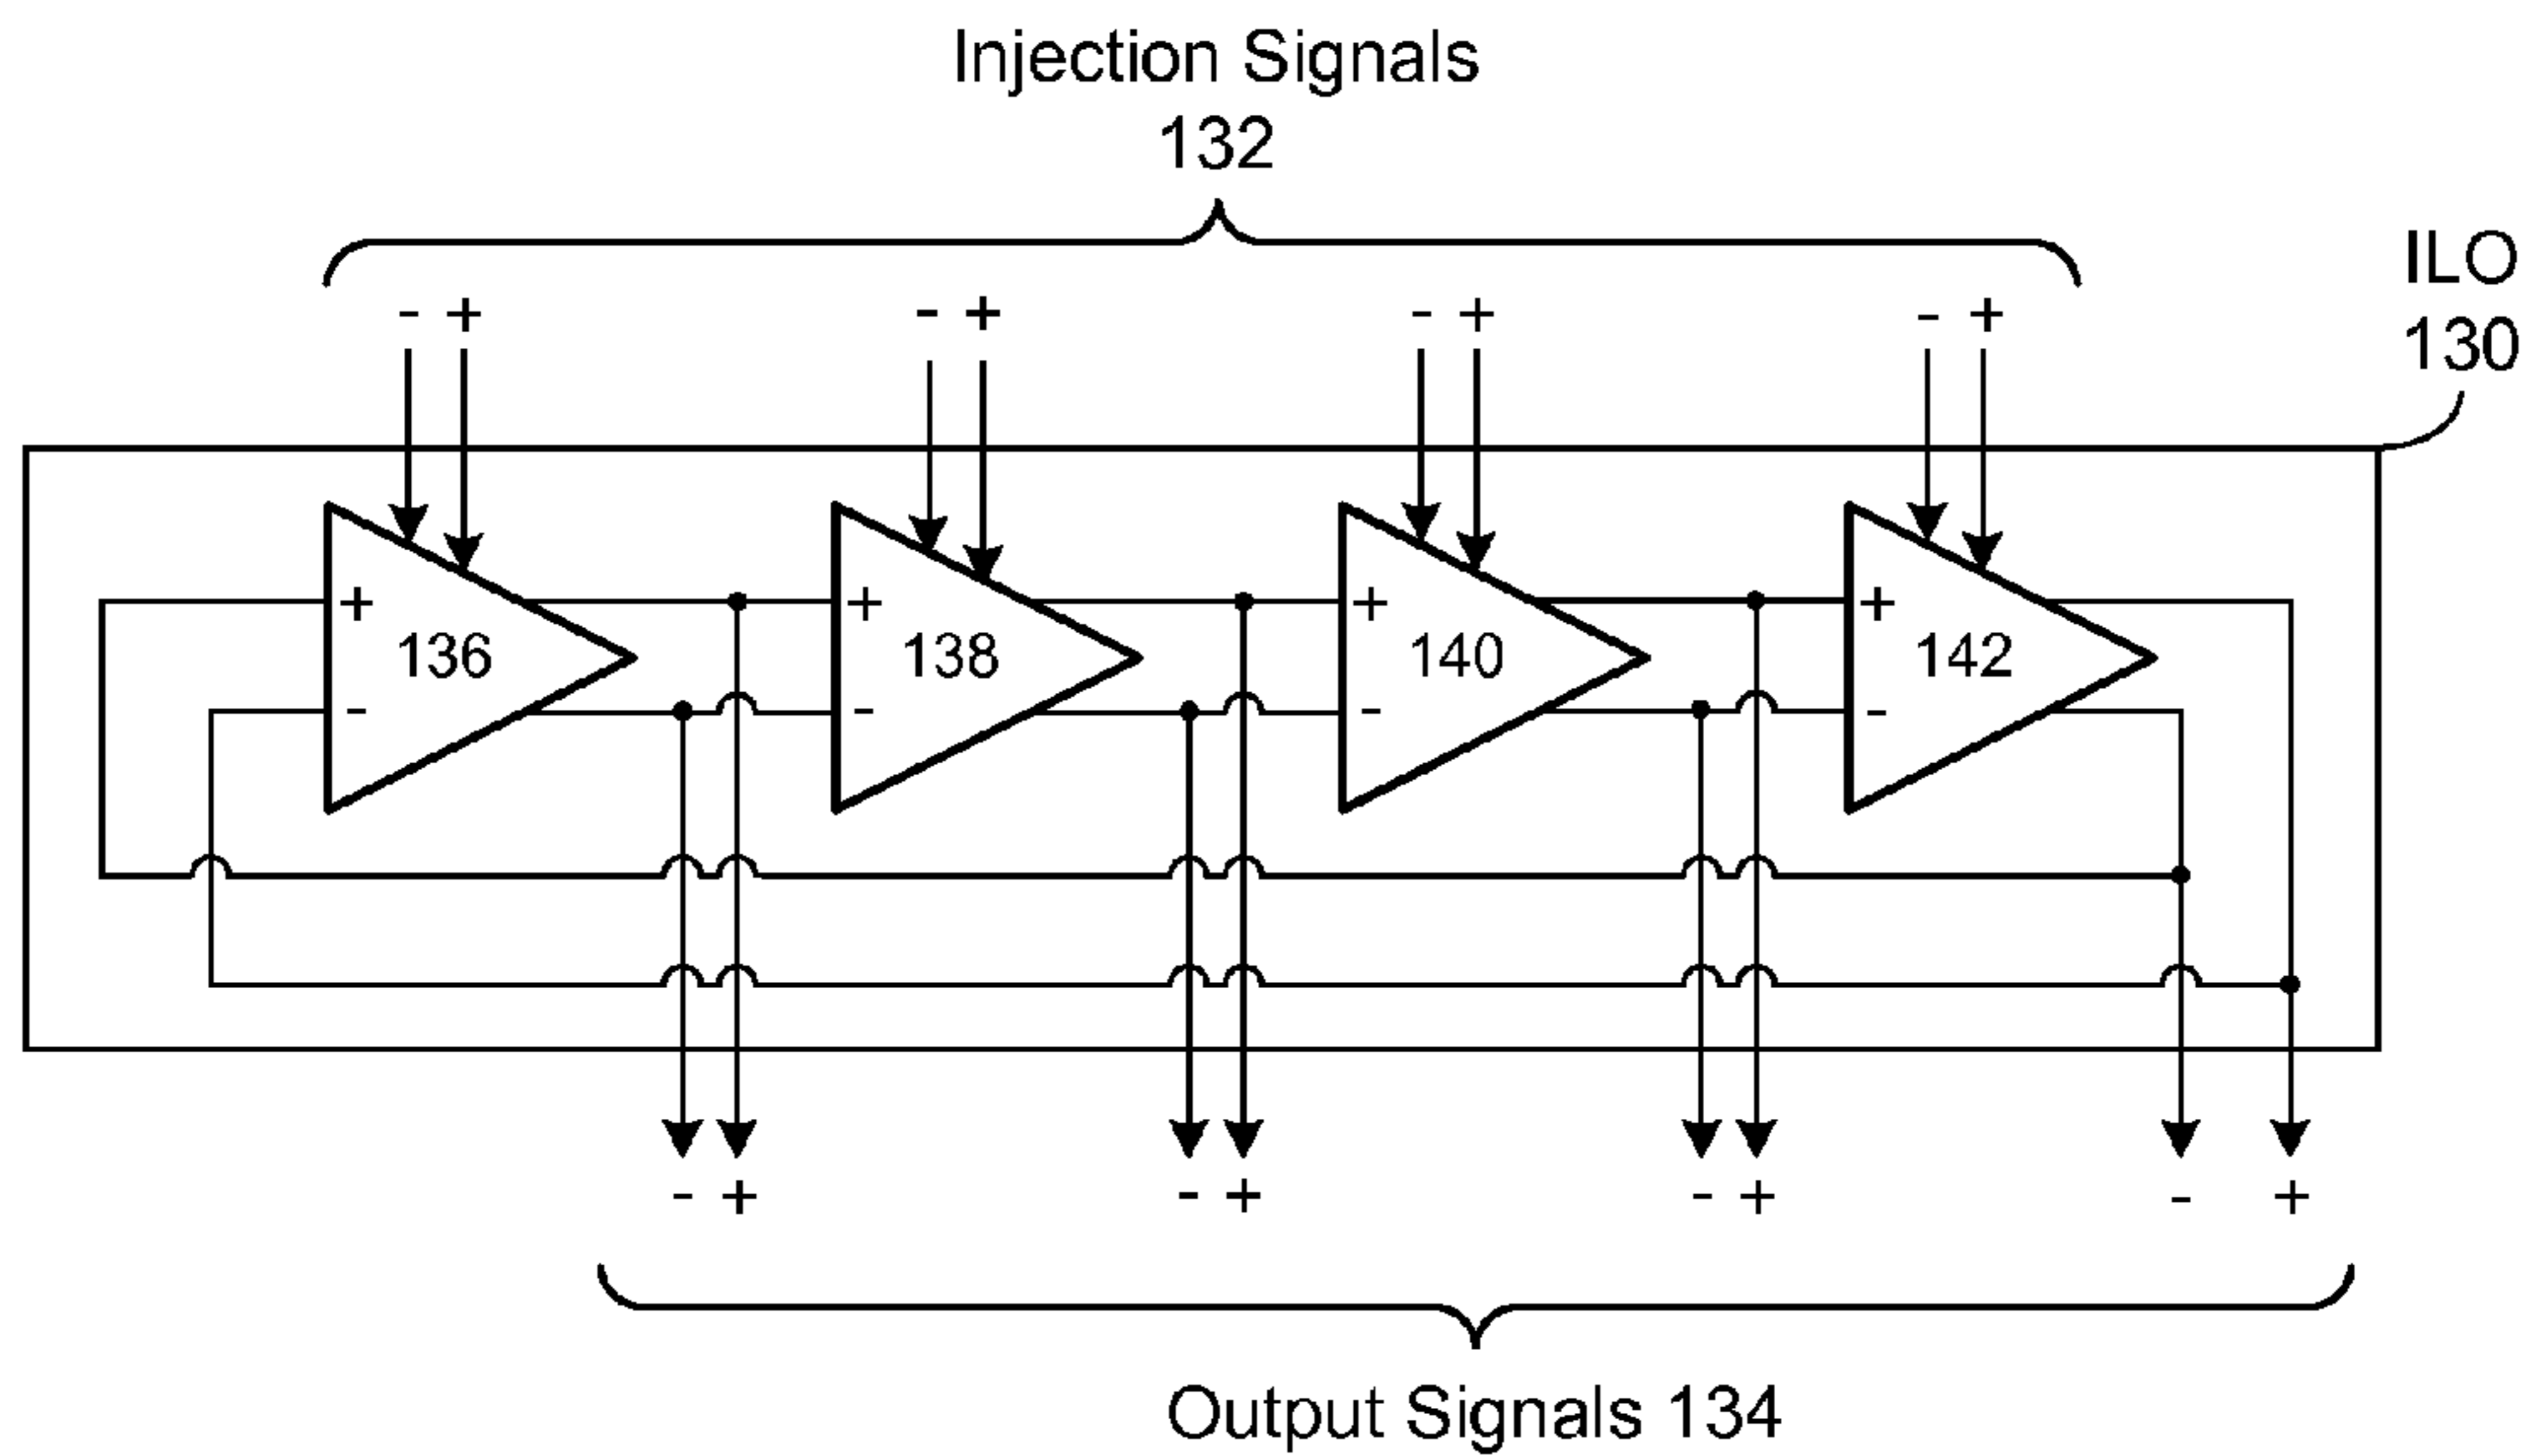 Injection Signals
132
ILO
130
- + - + - + - +
+ + + +
136 138 140 142
- - - -
- + - + - + - +
Output Signals 134